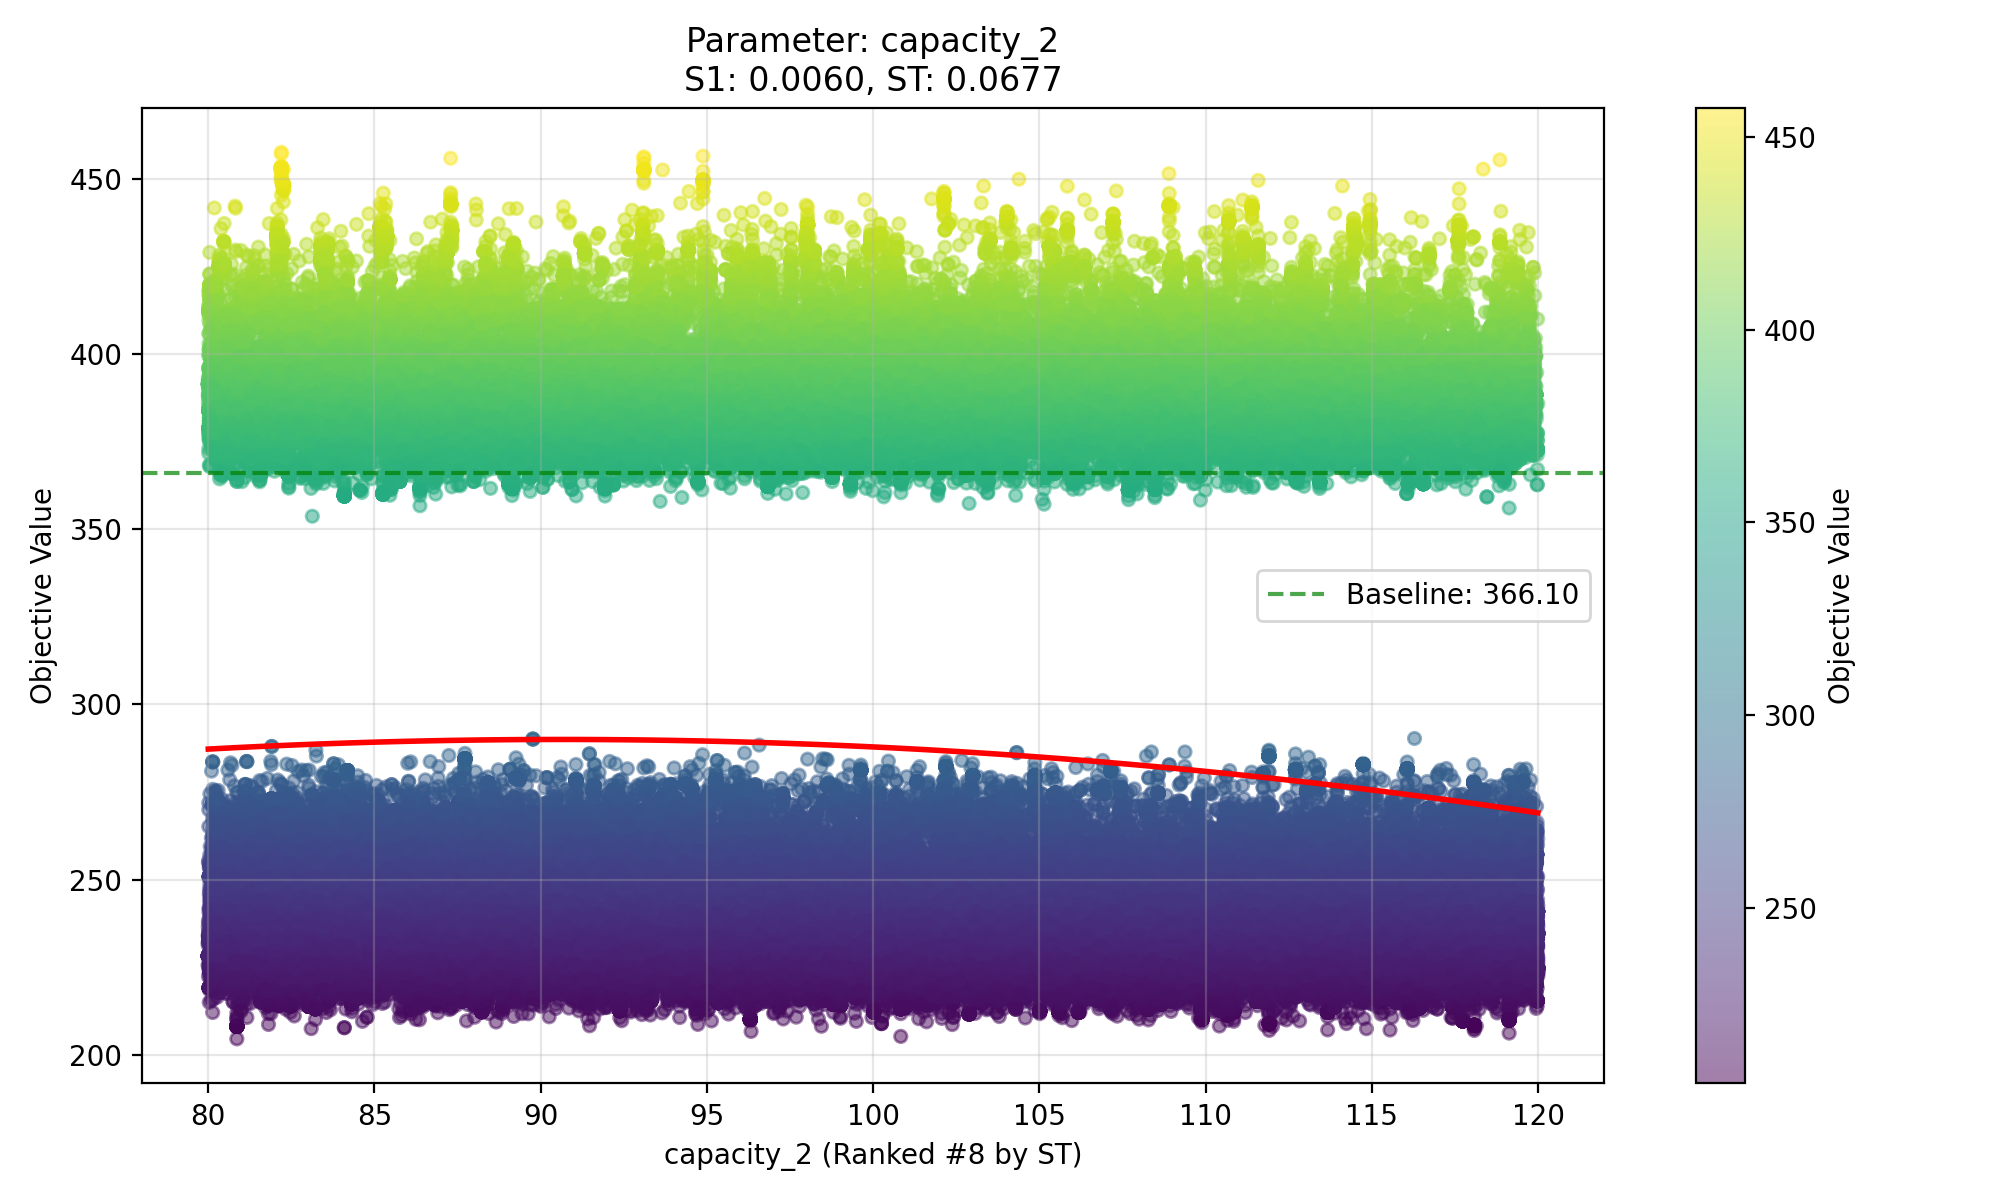 Parameter: capacity_2
S1: 0.0060, ST: 0.0677
Objective Value
450
400
350
300
250
200
Baseline: 366.10
80 85 90 95 100 105 110 115 120
capacity_2 (Ranked #8 by ST)
450
400
350
300
250
Objective Value